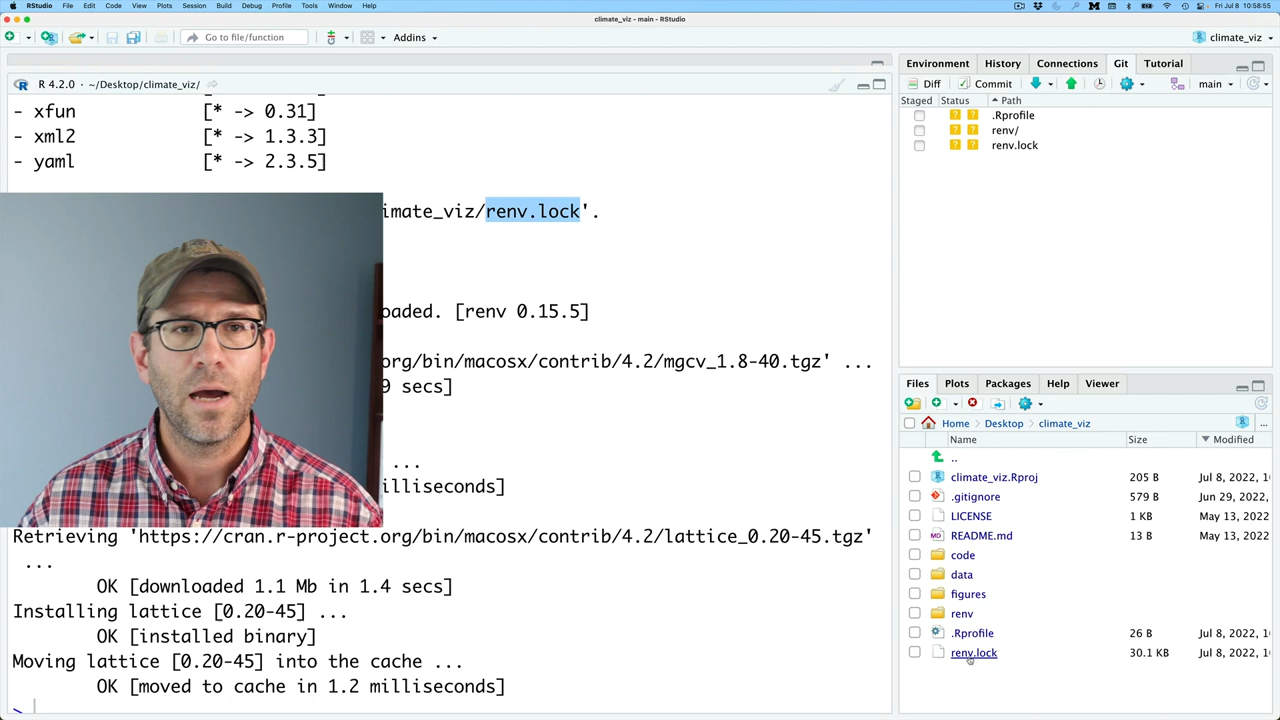 RStudio File Edit Code View Plots Session Build Debug Profile Tools Window Help Fri Jul 8 10:58:55
climate_viz - main - RStudio
Go to file/function Addins climate_viz
R 4.2.0 · ~/Desktop/climate_viz/
- xfun [* -> 0.31]
- xml2 [* -> 1.3.3]
- yaml [* -> 2.3.5]
imate_viz/renv.lock'.
oaded. [renv 0.15.5]
org/bin/macosx/contrib/4.2/mgcv_1.8-40.tgz' ...
9 secs]
...
illiseconds]
Retrieving 'https://cran.r-project.org/bin/macosx/contrib/4.2/lattice_0.20-45.tgz'
...
OK [downloaded 1.1 Mb in 1.4 secs]
Installing lattice [0.20-45] ...
OK [installed binary]
Moving lattice [0.20-45] into the cache ...
OK [moved to cache in 1.2 milliseconds]
>
Environment History Connections Git Tutorial
Diff Commit main
Staged Status Path
? ? .Rprofile
? ? renv/
? ? renv.lock
Files Plots Packages Help Viewer
Home Desktop climate_viz ...
Name Size Modified
..
climate_viz.Rproj 205 B Jul 8, 2022, 1
.gitignore 579 B Jun 29, 2022,
LICENSE 1 KB May 13, 2022,
README.md 13 B May 13, 2022,
code
data
figures
renv
.Rprofile 26 B Jul 8, 2022, 1
renv.lock 30.1 KB Jul 8, 2022, 1